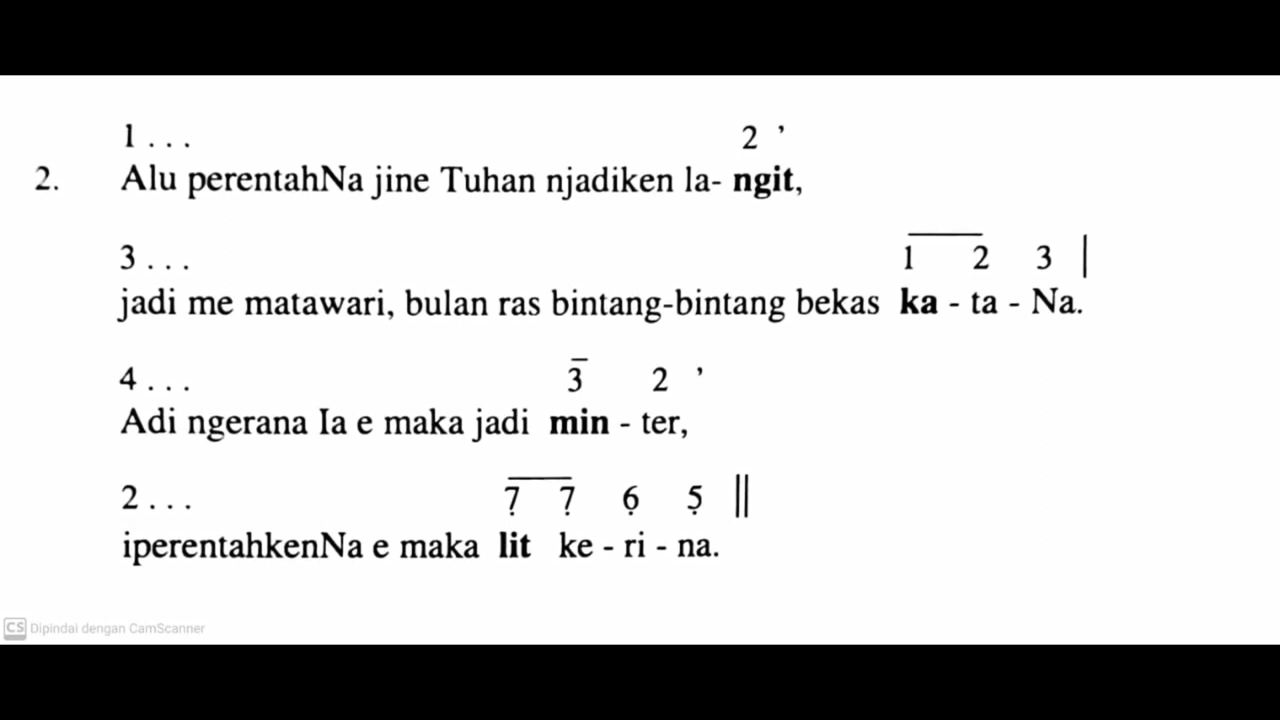 1 . . . 2 ’
2. Alu perentahNa jine Tuhan njadiken la- ngit,
3 . . . 1 2 3 |
jadi me matawari, bulan ras bintang-bintang bekas ka - ta - Na.
4 . . . 3 2 ’
Adi ngerana Ia e maka jadi min - ter,
2 . . . 7̣ 7̣ 6̣ 5̣ ||
iperentahkenNa e maka lit ke - ri - na.
CS Dipindai dengan CamScanner